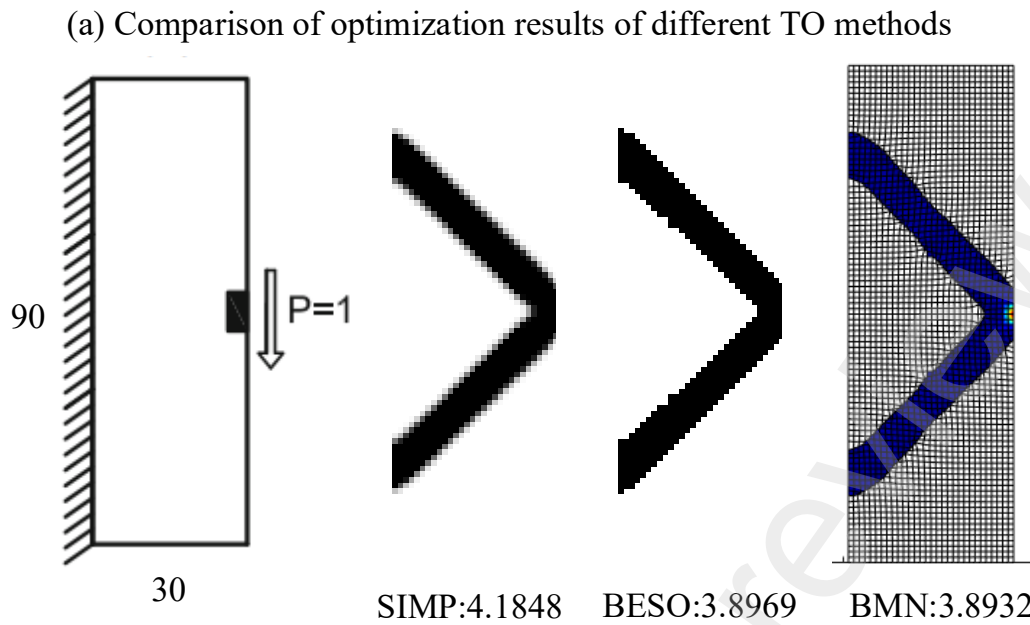 (a) Comparison of optimization results of different TO methods
P=1
90
30
SIMP:4.1848
BESO:3.8969
BMN:3.8932